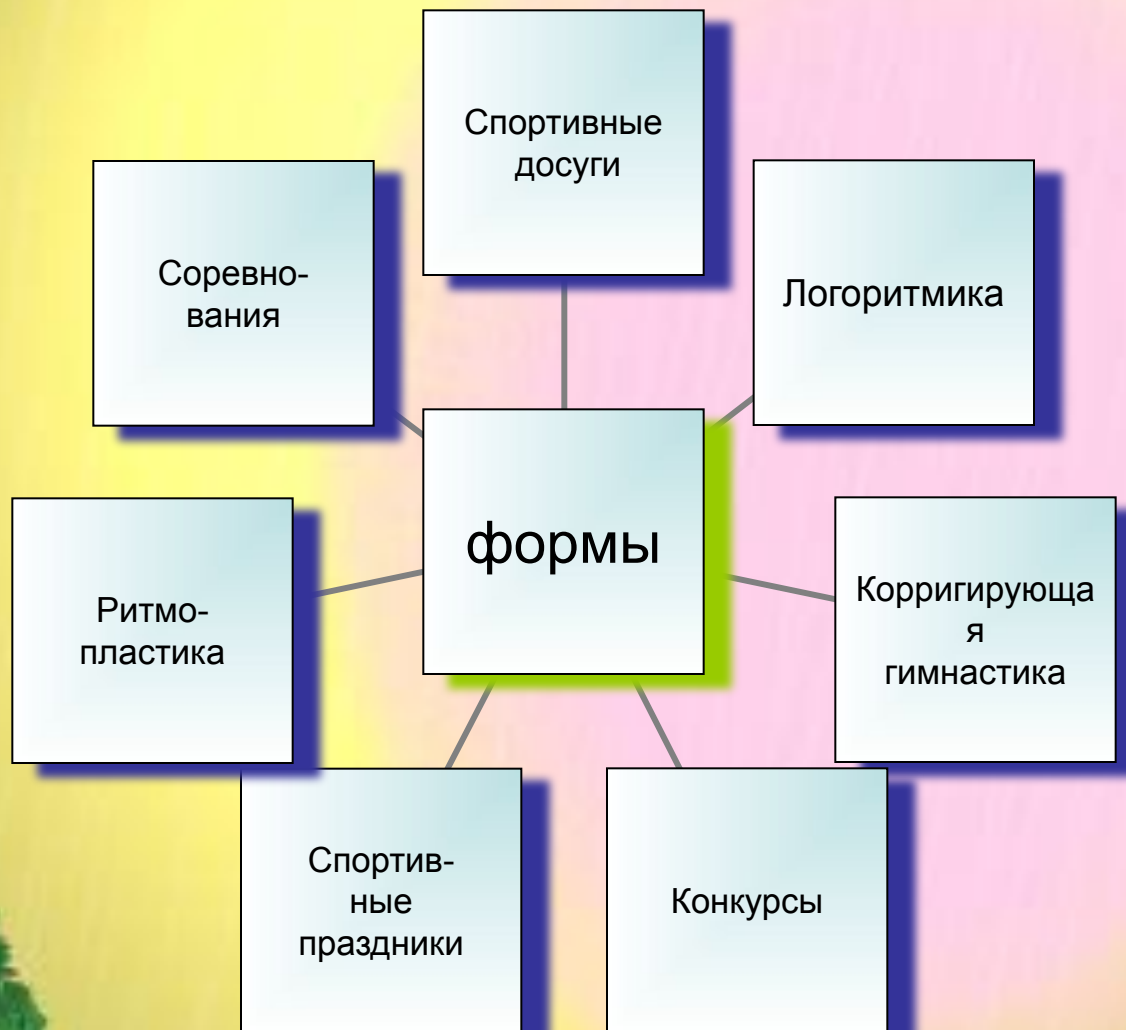 Спортивные
досуги
Соревно-
вания
Логоритмика
формы
Ритмо-
пластика
Корригирующа
я
гимнастика
Спортив-
ные
праздники
Конкурсы